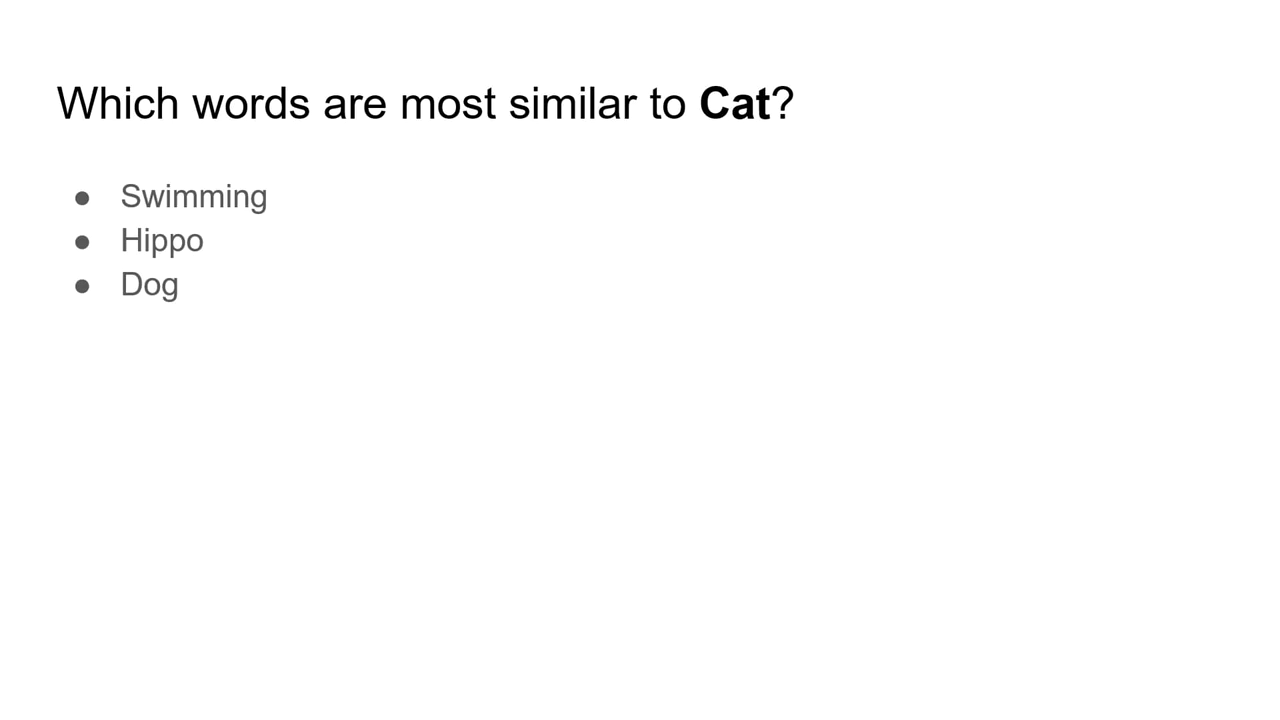 Which words are most similar to Cat?
● Swimming
● Hippo
● Dog